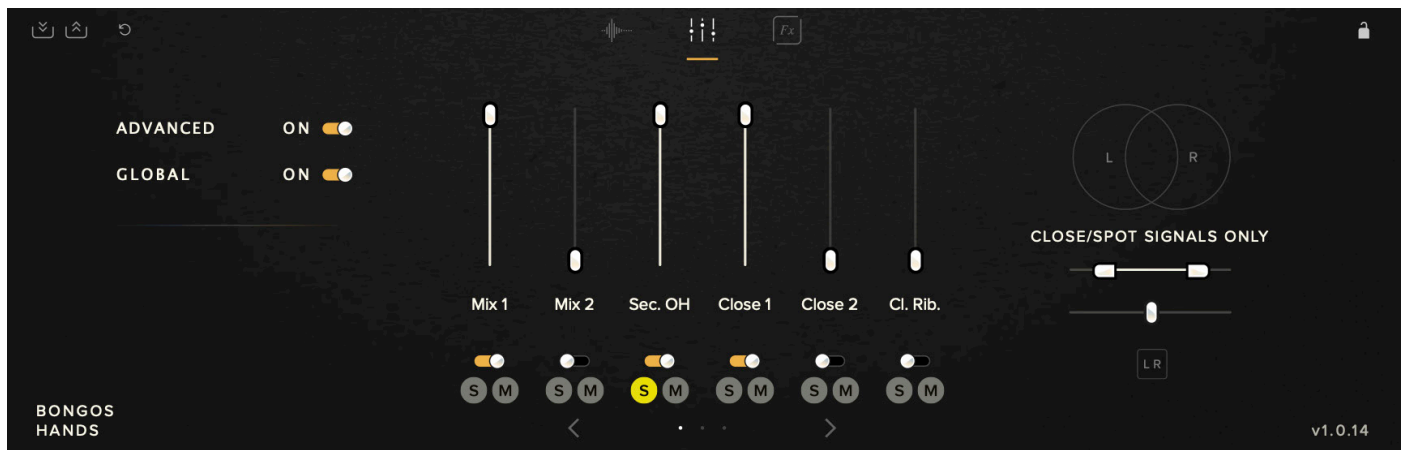 Fx
ADVANCED ON
GLOBAL ON
L R
CLOSE/SPOT SIGNALS ONLY
Mix 1 Mix 2 Sec. OH Close 1 Close 2 Cl. Rib.
LR
S M S M S M S M S M S M
BONGOS
HANDS
v1.0.14